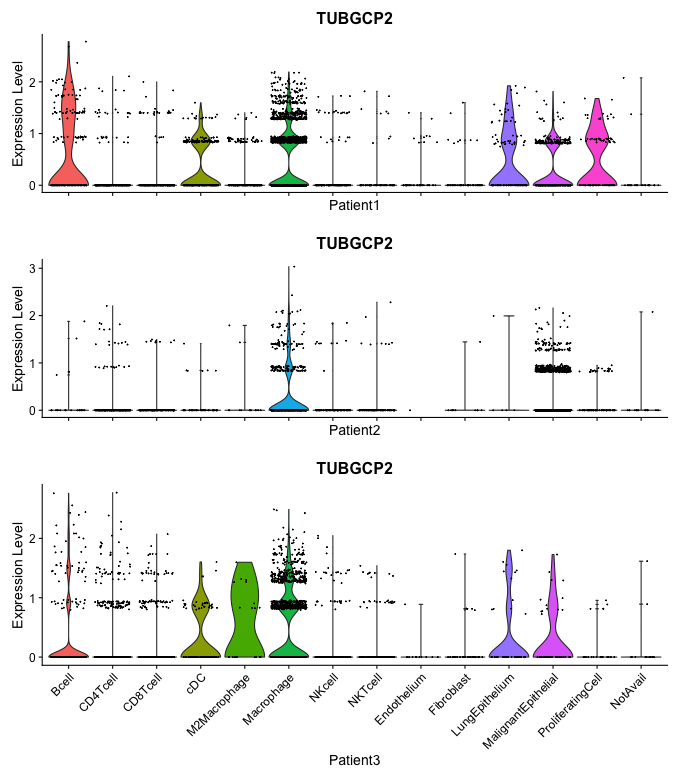 TUBGCP2
Expression Level
2
1
0
Patient1
TUBGCP2
Expression Level
3
2
1
0
Patient2
TUBGCP2
Expression Level
2
1
0
Bcell
CD4Tcell
CD8Tcell
cDC
M2Macrophage
Macrophage
NKcell
NKTcell
Endothelium
Fibroblast
LungEpithelium
MalignantEpithelial
ProliferatingCell
NotAvail
Patient3